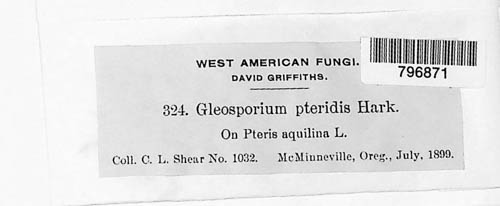 WEST AMERICAN FUNGI.
DAVID GRIFFITHS.
796871
324. Gleosporium pteridis Hark.
On Pteris aquilina L.
Coll. C. L. Shear No. 1032. McMinneville, Oreg., July, 1899.